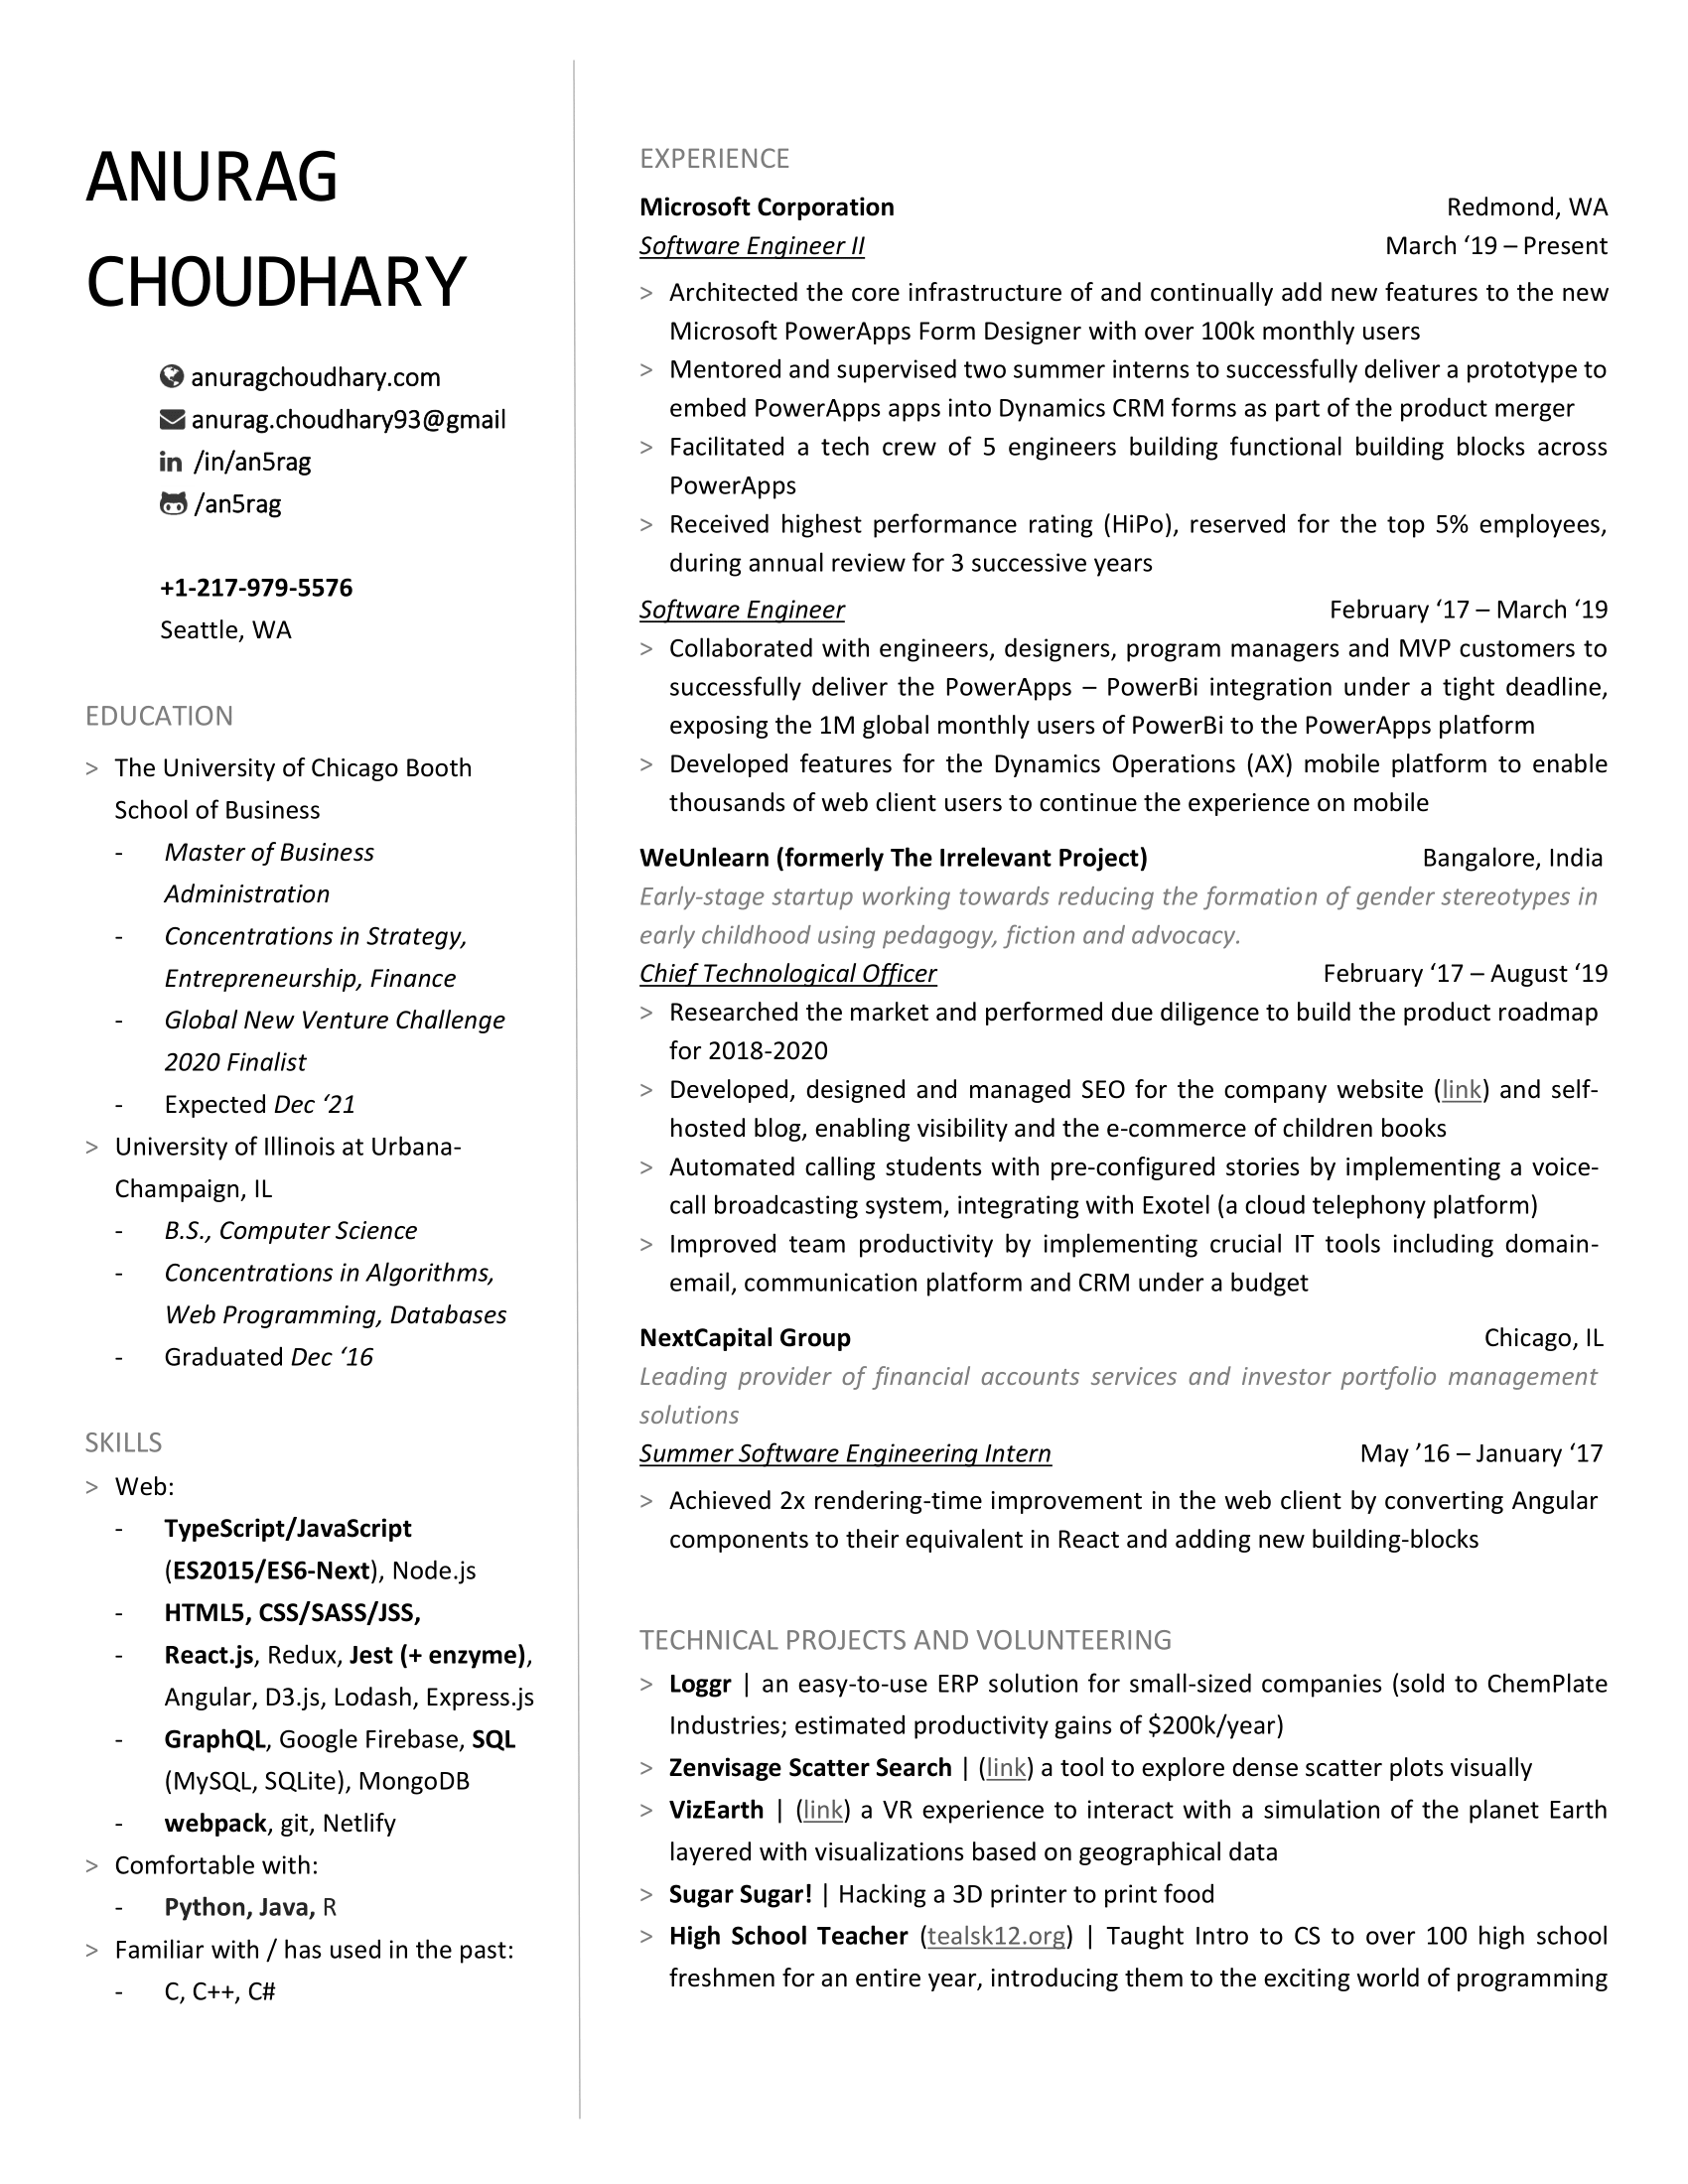 ANURAG
CHOUDHARY
anuragchoudhary.com
anurag.choudhary93@gmail
/in/an5rag
/an5rag
+1-217-979-5576
Seattle, WA
EDUCATION
> The University of Chicago Booth
School of Business
- Master of Business
Administration
- Concentrations in Strategy,
Entrepreneurship, Finance
- Global New Venture Challenge
2020 Finalist
- Expected Dec ‘21
> University of Illinois at Urbana-
Champaign, IL
- B.S., Computer Science
- Concentrations in Algorithms,
Web Programming, Databases
- Graduated Dec ‘16
SKILLS
> Web:
- TypeScript/JavaScript
(ES2015/ES6-Next), Node.js
- HTML5, CSS/SASS/JSS,
- React.js, Redux, Jest (+ enzyme),
Angular, D3.js, Lodash, Express.js
- GraphQL, Google Firebase, SQL
(MySQL, SQLite), MongoDB
- webpack, git, Netlify
> Comfortable with:
- Python, Java, R
> Familiar with / has used in the past:
- C, C++, C#
EXPERIENCE
Microsoft Corporation Redmond, WA
Software Engineer II March ‘19 – Present
> Architected the core infrastructure of and continually add new features to the new
Microsoft PowerApps Form Designer with over 100k monthly users
> Mentored and supervised two summer interns to successfully deliver a prototype to
embed PowerApps apps into Dynamics CRM forms as part of the product merger
> Facilitated a tech crew of 5 engineers building functional building blocks across
PowerApps
> Received highest performance rating (HiPo), reserved for the top 5% employees,
during annual review for 3 successive years
Software Engineer February ‘17 – March ‘19
> Collaborated with engineers, designers, program managers and MVP customers to
successfully deliver the PowerApps – PowerBi integration under a tight deadline,
exposing the 1M global monthly users of PowerBi to the PowerApps platform
> Developed features for the Dynamics Operations (AX) mobile platform to enable
thousands of web client users to continue the experience on mobile
WeUnlearn (formerly The Irrelevant Project) Bangalore, India
Early-stage startup working towards reducing the formation of gender stereotypes in
early childhood using pedagogy, fiction and advocacy.
Chief Technological Officer February ‘17 – August ‘19
> Researched the market and performed due diligence to build the product roadmap
for 2018-2020
> Developed, designed and managed SEO for the company website (link) and self-
hosted blog, enabling visibility and the e-commerce of children books
> Automated calling students with pre-configured stories by implementing a voice-
call broadcasting system, integrating with Exotel (a cloud telephony platform)
> Improved team productivity by implementing crucial IT tools including domain-
email, communication platform and CRM under a budget
NextCapital Group Chicago, IL
Leading provider of financial accounts services and investor portfolio management
solutions
Summer Software Engineering Intern May ’16 – January ‘17
> Achieved 2x rendering-time improvement in the web client by converting Angular
components to their equivalent in React and adding new building-blocks
TECHNICAL PROJECTS AND VOLUNTEERING
> Loggr | an easy-to-use ERP solution for small-sized companies (sold to ChemPlate
Industries; estimated productivity gains of $200k/year)
> Zenvisage Scatter Search | (link) a tool to explore dense scatter plots visually
> VizEarth | (link) a VR experience to interact with a simulation of the planet Earth
layered with visualizations based on geographical data
> Sugar Sugar! | Hacking a 3D printer to print food
> High School Teacher (tealsk12.org) | Taught Intro to CS to over 100 high school
freshmen for an entire year, introducing them to the exciting world of programming